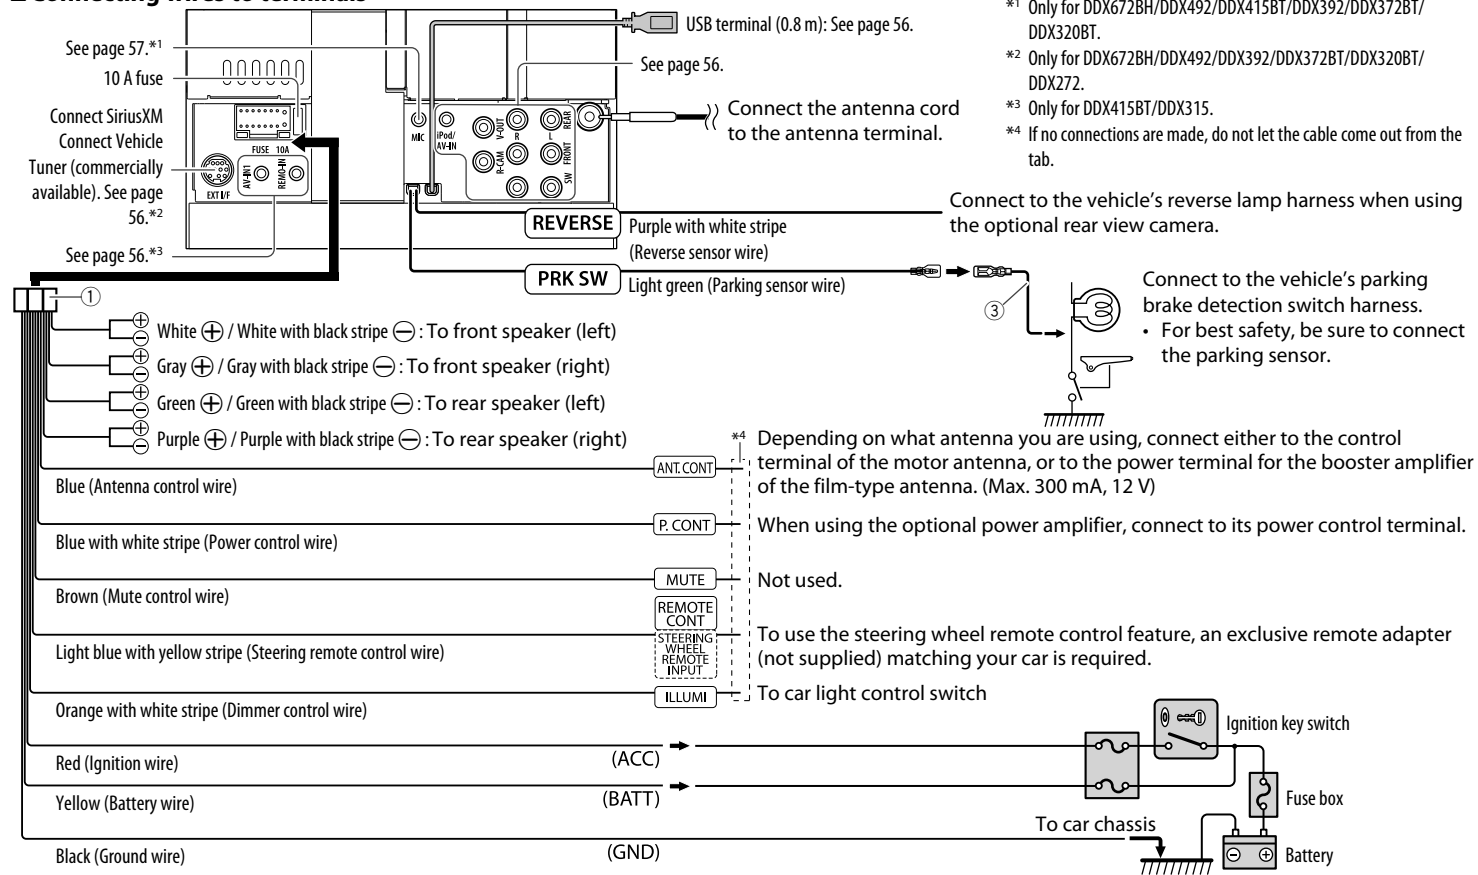 ■ Connecting wires to terminals
See page 57.*1
10 A fuse
Connect SiriusXM
Connect Vehicle
Tuner (commercially
available). See page
56.*2
See page 56.*3
FUSE 10A
EXT I/F
AV-IN1
REMO-IN
MIC
iPod/
AV-IN
V-OUT
R-CAM
R
L
REAR
FRONT
SW
USB terminal (0.8 m): See page 56.
See page 56.
Connect the antenna cord
to the antenna terminal.
*1 Only for DDX672BH/DDX492/DDX415BT/DDX392/DDX372BT/
DDX320BT.
*2 Only for DDX672BH/DDX492/DDX392/DDX372BT/DDX320BT/
DDX272.
*3 Only for DDX415BT/DDX315.
*4 If no connections are made, do not let the cable come out from the
tab.
REVERSE
Purple with white stripe
(Reverse sensor wire)
Connect to the vehicle's reverse lamp harness when using
the optional rear view camera.
PRK SW
Light green (Parking sensor wire)
③
Connect to the vehicle's parking
brake detection switch harness.
• For best safety, be sure to connect
the parking sensor.
①
⊕
⊖
White ⊕ / White with black stripe ⊖ : To front speaker (left)
⊕
⊖
Gray ⊕ / Gray with black stripe ⊖ : To front speaker (right)
⊕
⊖
Green ⊕ / Green with black stripe ⊖ : To rear speaker (left)
⊕
⊖
Purple ⊕ / Purple with black stripe ⊖ : To rear speaker (right)
*4
Blue (Antenna control wire)
ANT. CONT
Depending on what antenna you are using, connect either to the control
terminal of the motor antenna, or to the power terminal for the booster amplifier
of the film-type antenna. (Max. 300 mA, 12 V)
Blue with white stripe (Power control wire)
P. CONT
When using the optional power amplifier, connect to its power control terminal.
Brown (Mute control wire)
MUTE
Not used.
Light blue with yellow stripe (Steering remote control wire)
REMOTE
CONT
STEERING
WHEEL
REMOTE
INPUT
To use the steering wheel remote control feature, an exclusive remote adapter
(not supplied) matching your car is required.
Orange with white stripe (Dimmer control wire)
ILLUMI
To car light control switch
Red (Ignition wire)
(ACC)
Ignition key switch
Yellow (Battery wire)
(BATT)
Fuse box
Black (Ground wire)
(GND)
To car chassis
⊖ ⊕
Battery